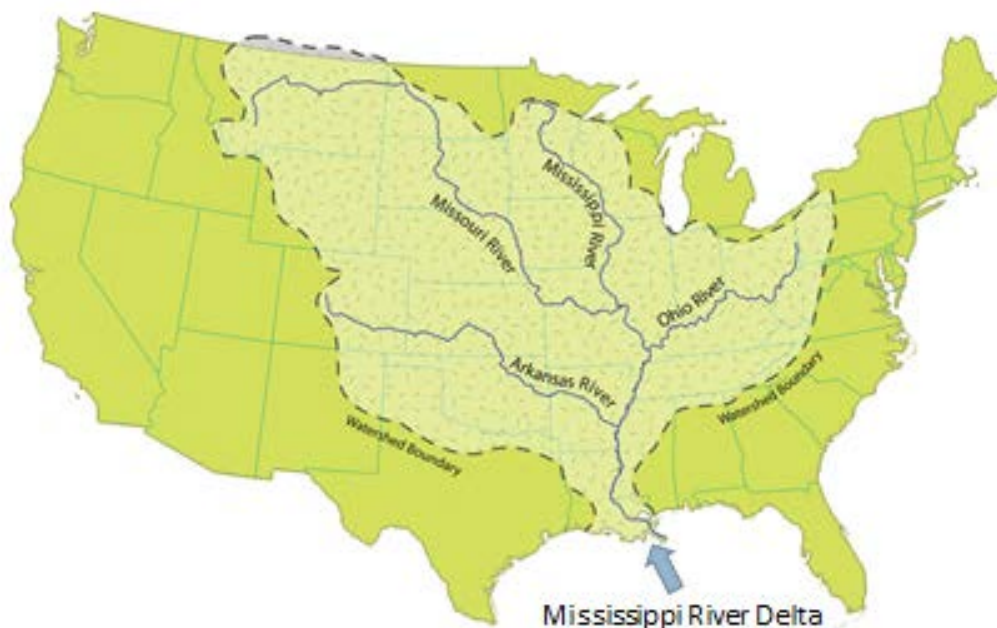 Mississippi River
Missouri River
Ohio River
Arkansas River
Watershed Boundary
Watershed Boundary
Mississippi River Delta